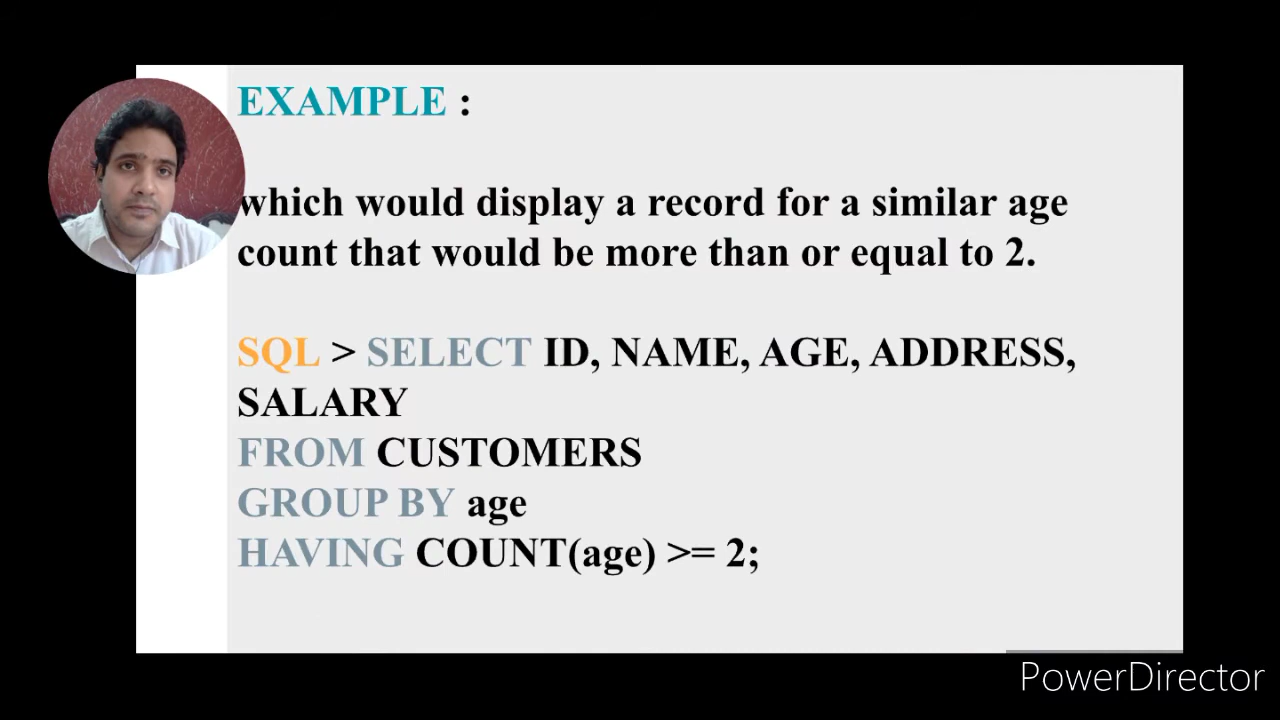 EXAMPLE :
which would display a record for a similar age
count that would be more than or equal to 2.
SQL > SELECT ID, NAME, AGE, ADDRESS,
SALARY
FROM CUSTOMERS
GROUP BY age
HAVING COUNT(age) >= 2;
PowerDirector